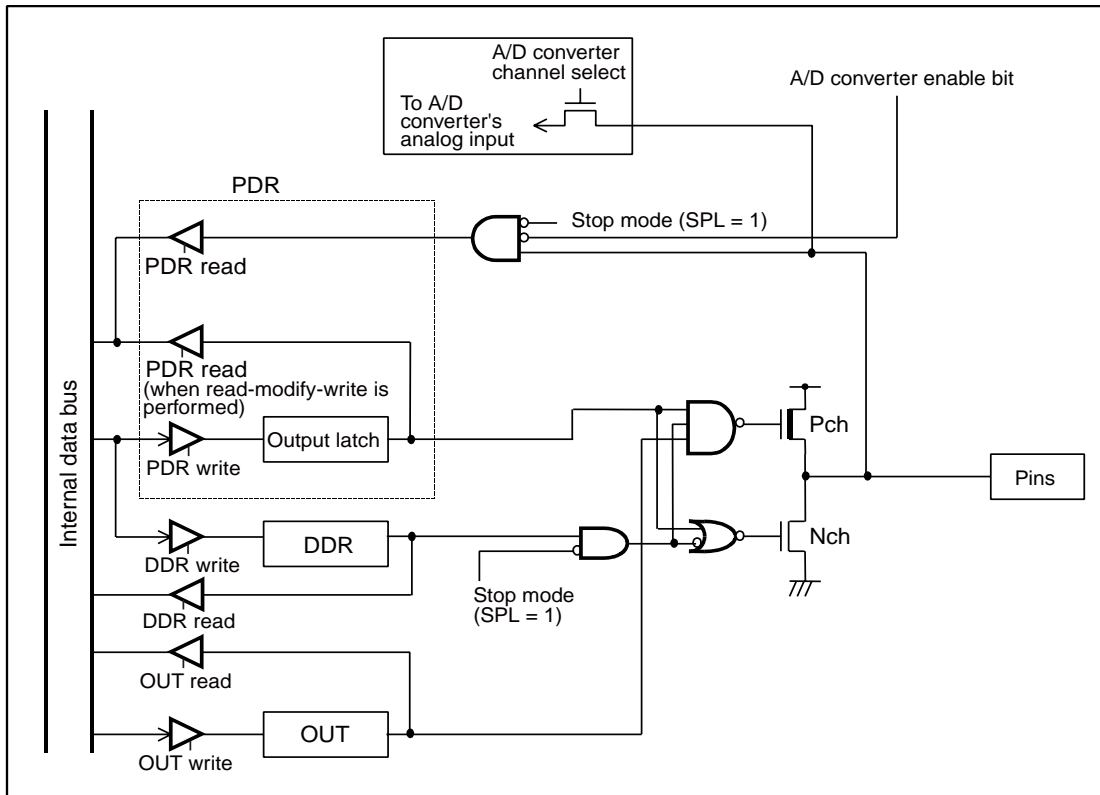 A/D converter
channel select
A/D converter enable bit
To A/D
converter's
analog input
PDR
Stop mode (SPL = 1)
PDR read
PDR read
(when read-modify-write is
performed)
Output latch
PDR write
Pch
Pins
Internal data bus
DDR
DDR write
Nch
Stop mode
(SPL = 1)
DDR read
OUT read
OUT
OUT write